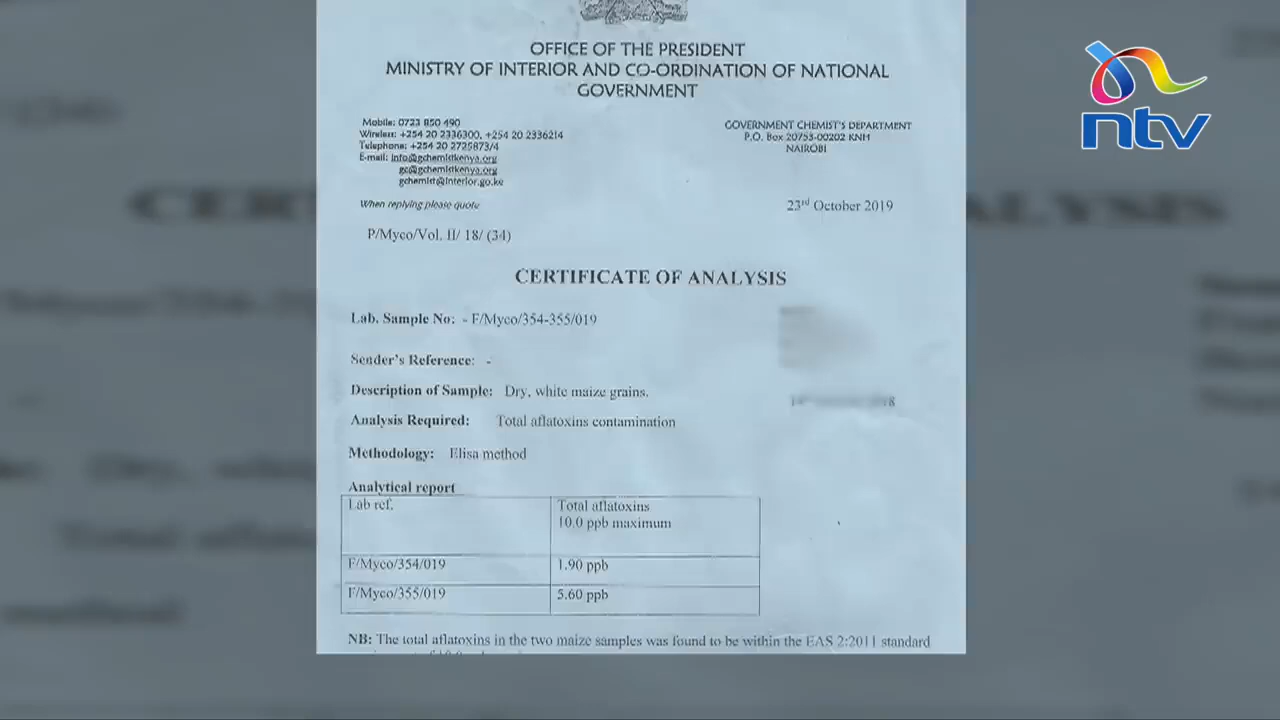 OFFICE OF THE PRESIDENT
MINISTRY OF INTERIOR AND CO-ORDINATION OF NATIONAL
GOVERNMENT
Mobile: 0723 850 490
Wireless: +254 20 2336300, +254 20 2336214
Telephone: +254 20 2725873/4
E-mail: info@gchemistkenya.org
gc@gchemistkenya.org
gchemist@interior.go.ke
When replying please quote
P/Myco/Vol. II/ 18/ (34)
GOVERNMENT CHEMIST'S DEPARTMENT
P.O. Box 20753-00202 KNH
NAIROBI
23rd October 2019
ntv
CERTIFICATE OF ANALYSIS
Lab. Sample No: - F/Myco/354-355/019
Sender's Reference: -
Description of Sample: Dry, white maize grains.
Analysis Required: Total aflatoxins contamination
Methodology: Elisa method
Analytical report
Lab ref. Total aflatoxins
10.0 ppb maximum
F/Myco/354/019 1.90 ppb
F/Myco/355/019 5.60 ppb
NB: The total aflatoxins in the two maize samples was found to be within the EAS 2:2011 standard